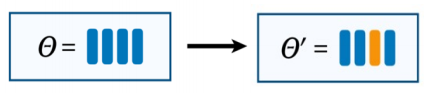 Θ =
Θ′ =